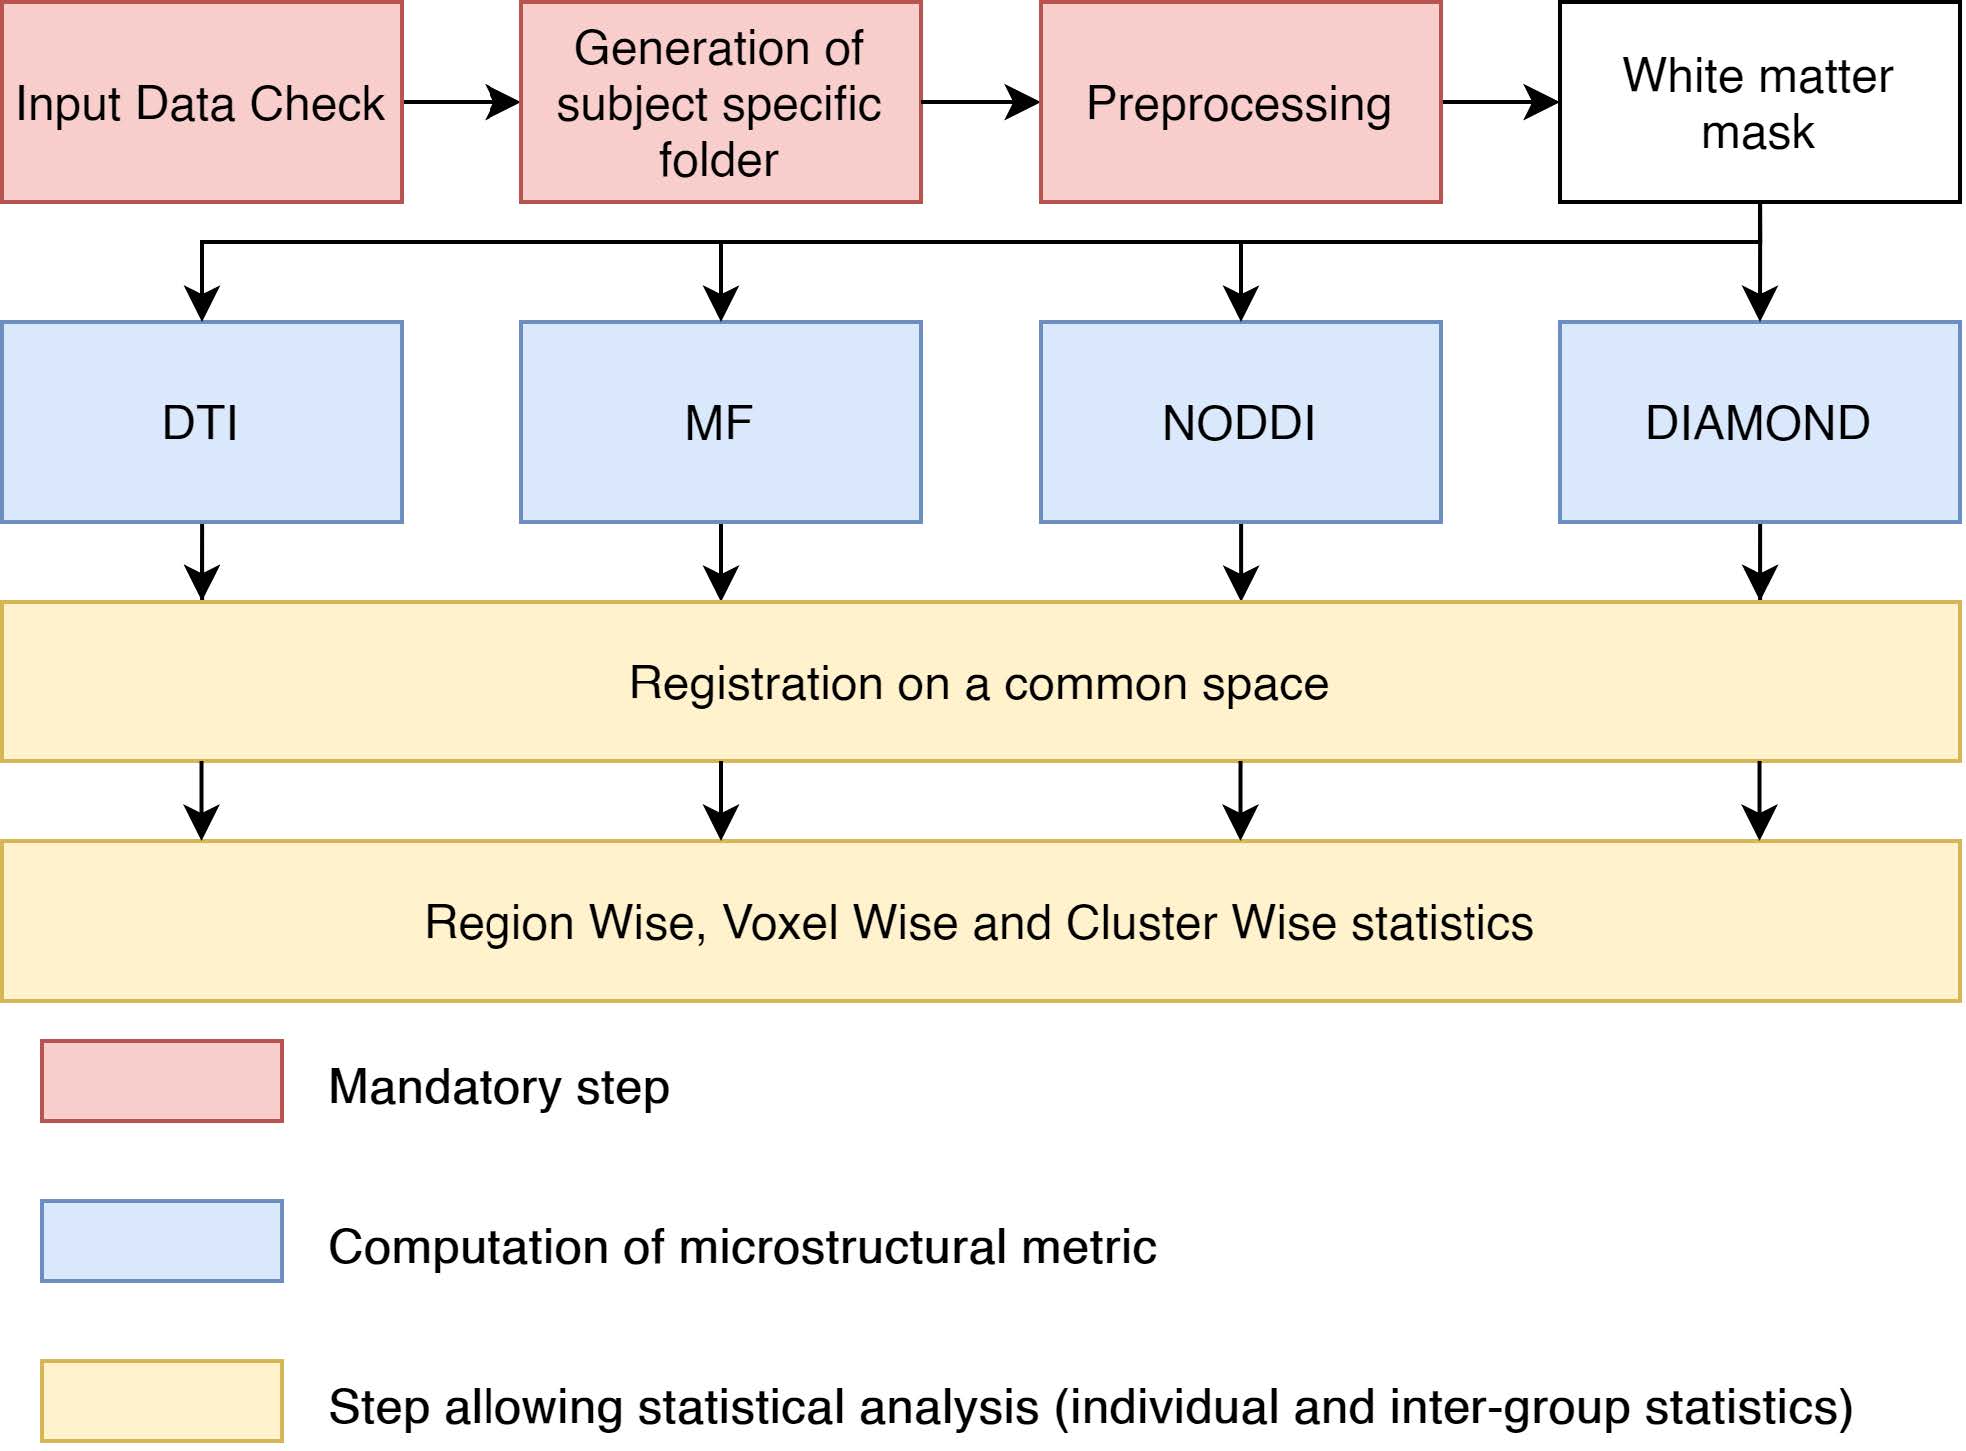 Input Data Check
Generation of
subject specific
folder
Preprocessing
White matter
mask
DTI
MF
NODDI
DIAMOND
Registration on a common space
Region Wise, Voxel Wise and Cluster Wise statistics
Mandatory step
Computation of microstructural metric
Step allowing statistical analysis (individual and inter-group statistics)